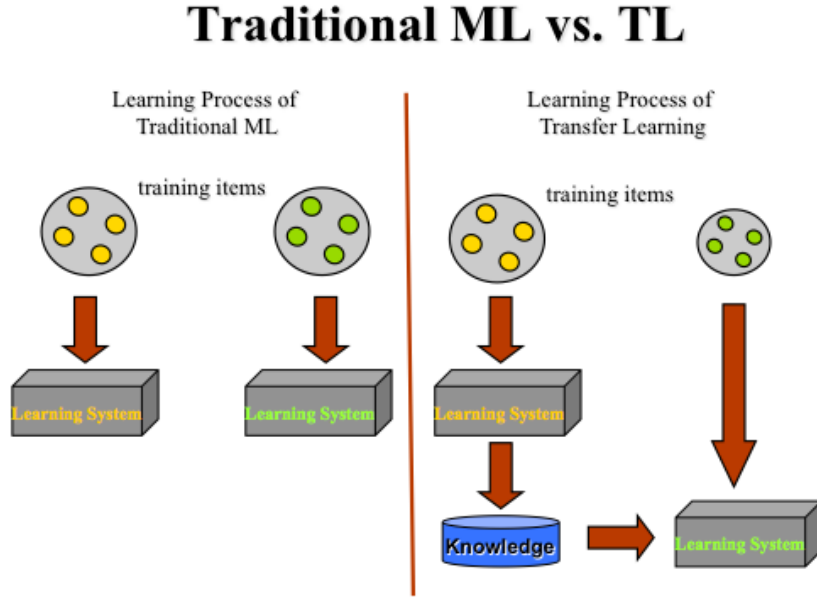 Traditional ML vs. TL
Learning Process of
Traditional ML
training items
Learning System
Learning System
Learning Process of
Transfer Learning
training items
Learning System
Knowledge
Learning System